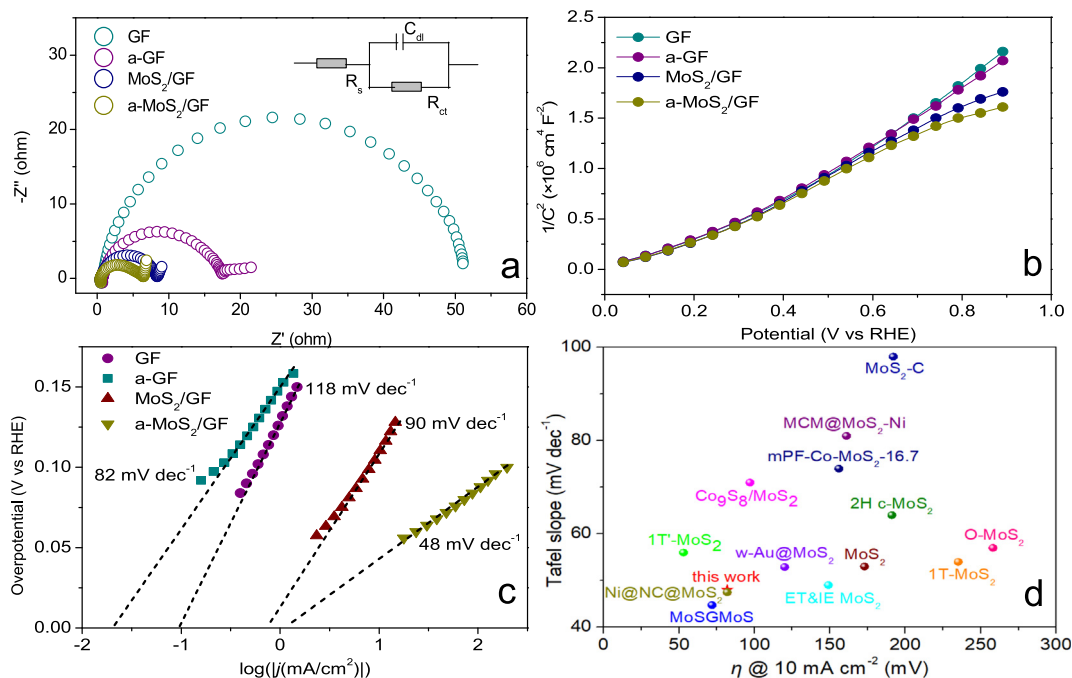 30
20
10
0
-Z" (ohm)
GF
a-GF
MoS₂/GF
a-MoS₂/GF
C_dl
R_s
R_ct
a
0 10 20 30 40 50 60
Z' (ohm)
2.5
2.0
1.5
1.0
0.5
0.0
1/C² (×10⁶ cm⁴ F⁻²)
GF
a-GF
MoS₂/GF
a-MoS₂/GF
b
0.0 0.2 0.4 0.6 0.8 1.0
Potential (V vs RHE)
0.15
0.10
0.05
0.00
Overpotential (V vs RHE)
GF
a-GF
MoS₂/GF
a-MoS₂/GF
118 mV dec⁻¹
90 mV dec⁻¹
82 mV dec⁻¹
48 mV dec⁻¹
c
-2 -1 0 1 2
log(|j(mA/cm²)|)
100
80
60
40
Tafel slope (mV dec⁻¹)
MoS₂-C
MCM@MoS₂-Ni
mPF-Co-MoS₂-16.7
Co₉S₈/MoS₂
2H c-MoS₂
O-MoS₂
1T'-MoS₂
w-Au@MoS₂
MoS₂
1T-MoS₂
this work
Ni@NC@MoS₂
ET&IE MoS₂
MoSGMoS
d
0 50 100 150 200 250 300
η @ 10 mA cm⁻² (mV)